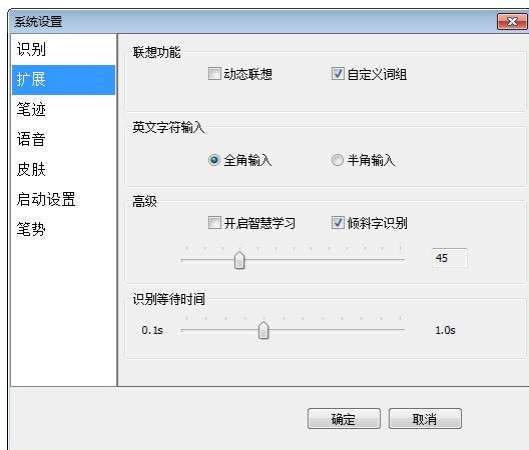 系统设置
识别
扩展
笔迹
语音
皮肤
启动设置
笔势
联想功能
动态联想 自定义词组
英文字符输入
全角输入 半角输入
高级
开启智慧学习 倾斜字识别
45
识别等待时间
0.1s 1.0s
确定 取消